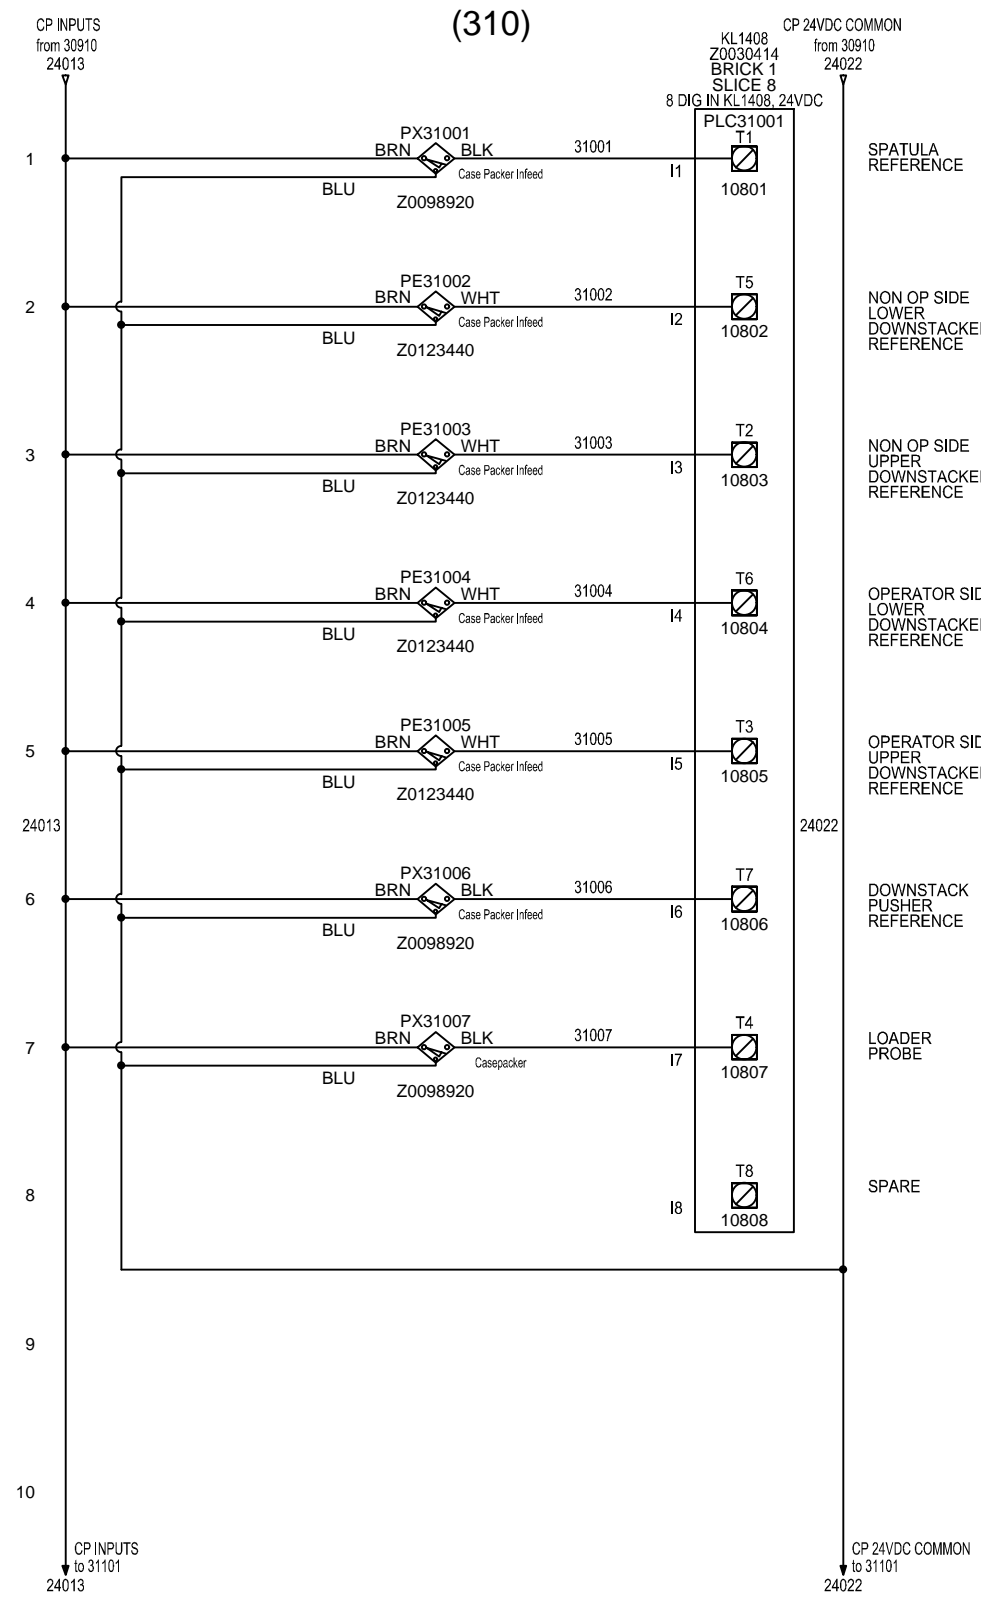 (310)
CP INPUTS
from 30910
24013
CP 24VDC COMMON
from 30910
24022
KL1408
Z0030414
BRICK 1
SLICE 8
8 DIG IN KL1408, 24VDC
PLC31001
1
PX31001
BRN
BLK
31001
Case Packer Infeed
BLU
Z0098920
I1
T1
10801
SPATULA
REFERENCE
2
PE31002
BRN
WHT
31002
Case Packer Infeed
BLU
Z0123440
I2
T5
10802
NON OP SIDE
LOWER
DOWNSTACKE
REFERENCE
3
PE31003
BRN
WHT
31003
Case Packer Infeed
BLU
Z0123440
I3
T2
10803
NON OP SIDE
UPPER
DOWNSTACKE
REFERENCE
4
PE31004
BRN
WHT
31004
Case Packer Infeed
BLU
Z0123440
I4
T6
10804
OPERATOR SID
LOWER
DOWNSTACKE
REFERENCE
5
PE31005
BRN
WHT
31005
Case Packer Infeed
BLU
Z0123440
I5
T3
10805
OPERATOR SID
UPPER
DOWNSTACKE
REFERENCE
24013
24022
6
PX31006
BRN
BLK
31006
Case Packer Infeed
BLU
Z0098920
I6
T7
10806
DOWNSTACK
PUSHER
REFERENCE
7
PX31007
BRN
BLK
31007
Casepacker
BLU
Z0098920
I7
T4
10807
LOADER
PROBE
8
I8
T8
10808
SPARE
9
10
CP INPUTS
to 31101
24013
CP 24VDC COMMON
to 31101
24022